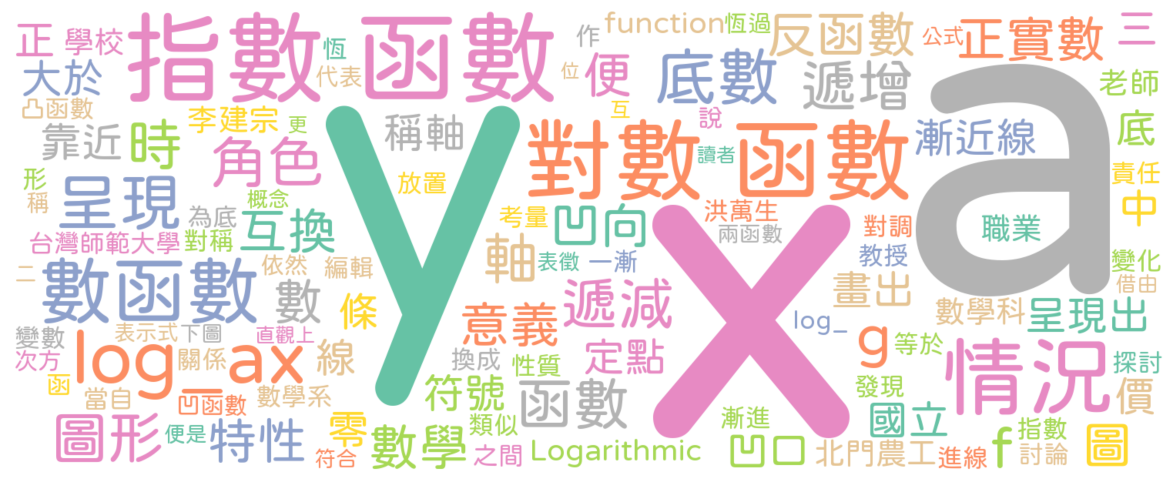 正 學校 指數 函數 恆 作 function 恆過 反函數 公式 正實數 三
大於 代表 位 便 底數 遞增 老師
凸函數 李建宗 更 稱軸 互 說 a 底
靠近 時 角色 y 對數 函數 讀者 漸近線
形 呈現 概念 放置 責任
稱 為底 互換 考量 凹向 洪萬生 x 對調 職業 中
台灣師範大學 對稱 軸 表徵 一漸 兩函數 教授 變化
二 數函數 依然 編輯 數 條 意義 遞減 畫出 借由
變數 表示式 下圖 直觀上 log_ 數學科 呈現出
次方 log_ax 關係 線 換成 性質 定點 g 等於 情況 探討
函 當自 凹函數 數學系 符號 函數 發現 價
圖形 便是 特性 零 類似 漸進 國立 指數
符合 數學 之間 Logarithmic 凹口 北門農工 進線 f 討論 圖